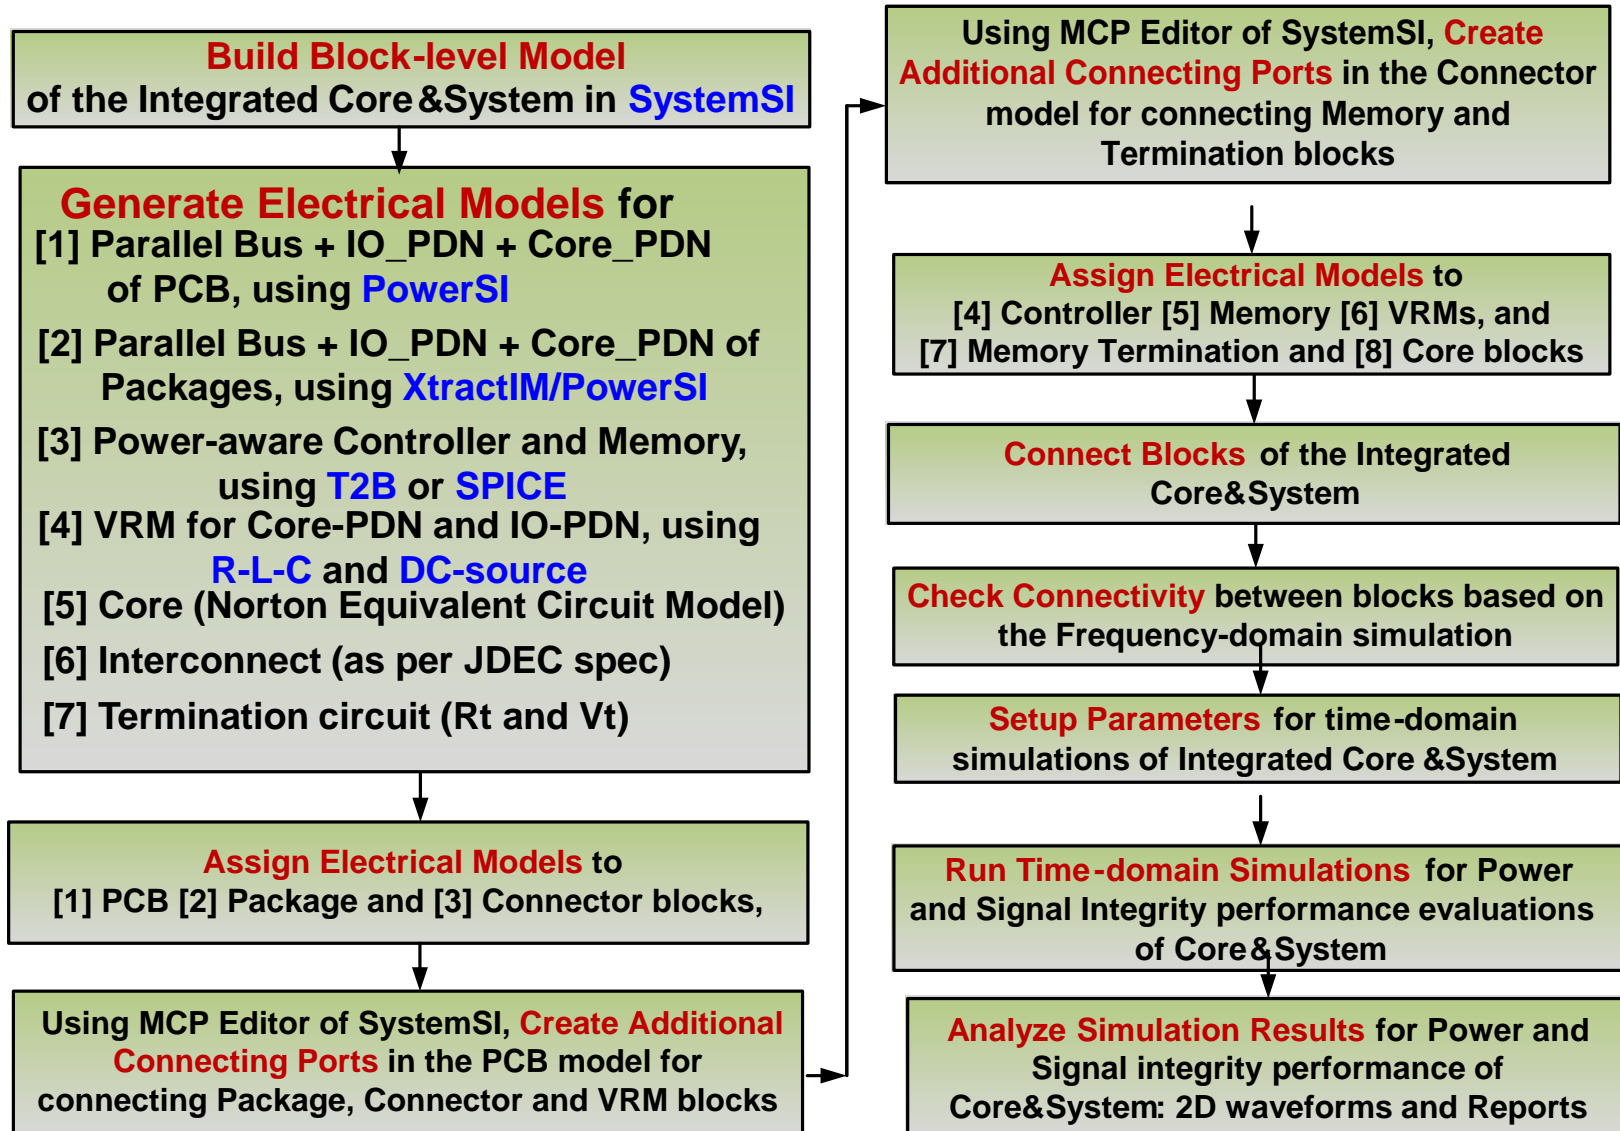 Build Block-level Model
of the Integrated Core&System in SystemSI
Generate Electrical Models for
[1] Parallel Bus + IO_PDN + Core_PDN
of PCB, using PowerSI
[2] Parallel Bus + IO_PDN + Core_PDN of
Packages, using XtractIM/PowerSI
[3] Power-aware Controller and Memory,
using T2B or SPICE
[4] VRM for Core-PDN and IO-PDN, using
R-L-C and DC-source
[5] Core (Norton Equivalent Circuit Model)
[6] Interconnect (as per JDEC spec)
[7] Termination circuit (Rt and Vt)
Assign Electrical Models to
[1] PCB [2] Package and [3] Connector blocks,
Using MCP Editor of SystemSI, Create Additional
Connecting Ports in the PCB model for
connecting Package, Connector and VRM blocks
Using MCP Editor of SystemSI, Create
Additional Connecting Ports in the Connector
model for connecting Memory and
Termination blocks
Assign Electrical Models to
[4] Controller [5] Memory [6] VRMs, and
[7] Memory Termination and [8] Core blocks
Connect Blocks of the Integrated
Core&System
Check Connectivity between blocks based on
the Frequency-domain simulation
Setup Parameters for time-domain
simulations of Integrated Core &System
Run Time-domain Simulations for Power
and Signal Integrity performance evaluations
of Core&System
Analyze Simulation Results for Power and
Signal integrity performance of
Core&System: 2D waveforms and Reports